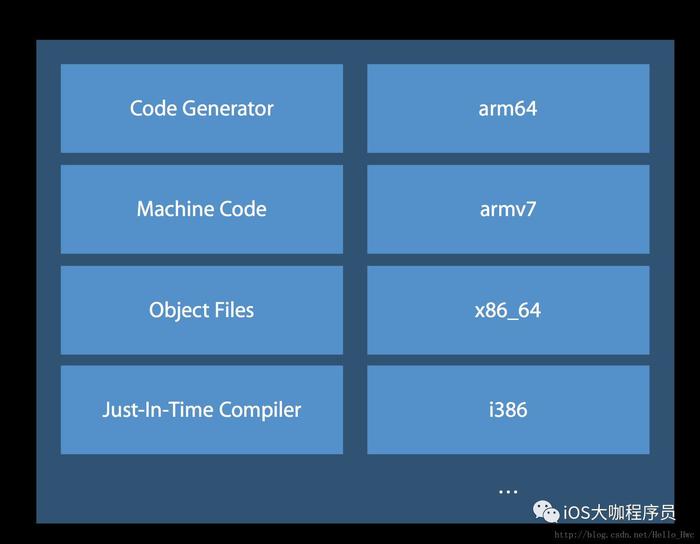 Code Generator
arm64
Machine Code
armv7
Object Files
x86_64
Just-In-Time Compiler
i386
...
iOS大咖程序员
http://blog.csdn.net/Hello_Hwc